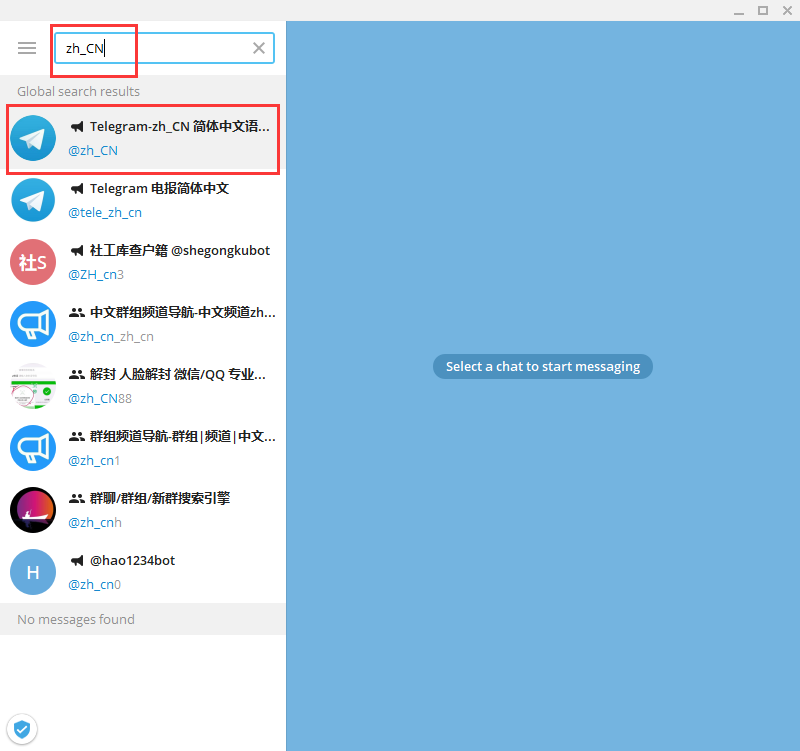 zh_CN
Global search results
Telegram-zh_CN 简体中文语...
@zh_CN
Telegram 电报简体中文
@tele_zh_cn
社S
社工库查户籍 @shegongkubot
@ZH_cn3
中文群组频道导航-中文频道zh...
@zh_cn_zh_cn
解封 人脸解封 微信/QQ 专业...
@zh_CN88
群组频道导航-群组|频道|中文...
@zh_cn1
群聊/群组/新群搜索引擎
@zh_cnh
H
@hao1234bot
@zh_cn0
No messages found
Select a chat to start messaging